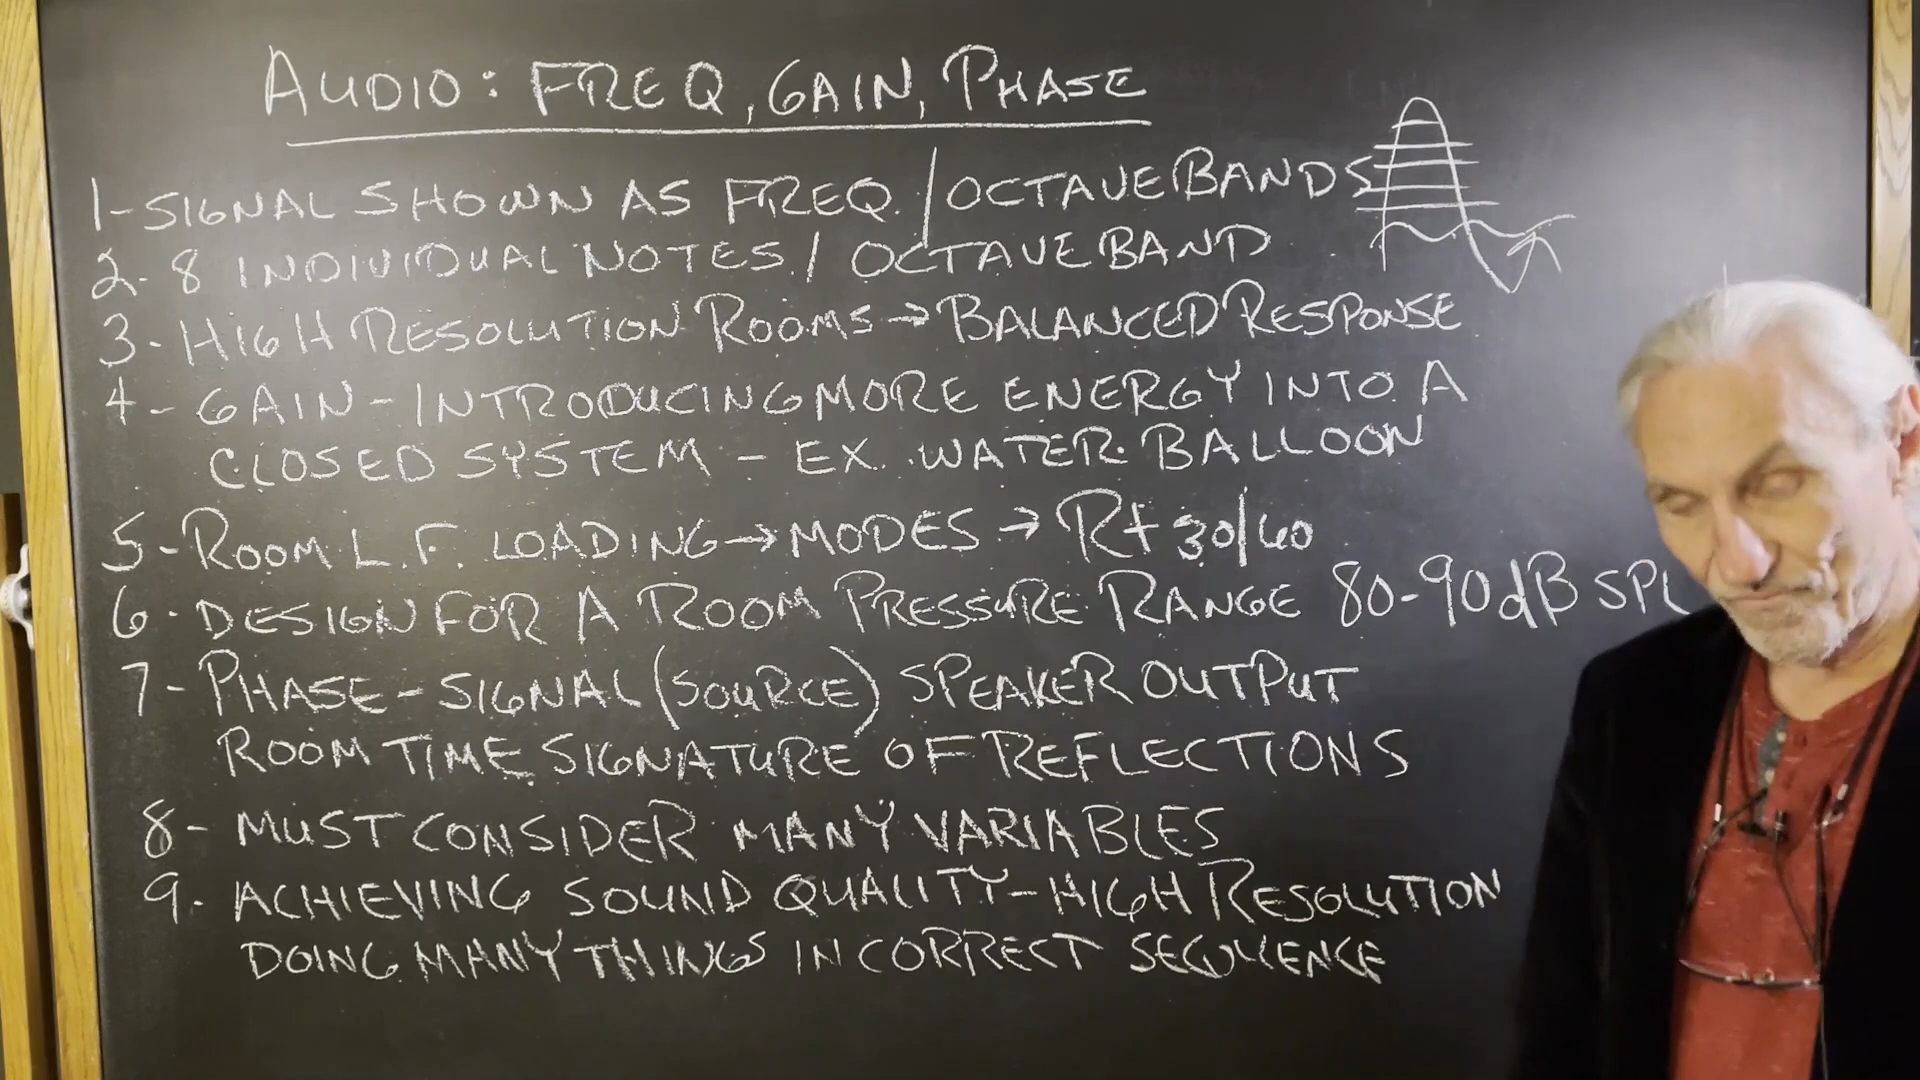 AUDIO: FREQ, GAIN, PHASE
1- SIGNAL SHOWN AS FREQ. / OCTAVE BANDS
2- 8 INDIVIDUAL NOTES / OCTAVE BAND
3- HIGH RESOLUTION ROOMS → BALANCED RESPONSE
4- GAIN - INTRODUCING MORE ENERGY INTO A
CLOSED SYSTEM - EX. WATER BALLOON
5- ROOM L.F. LOADING → MODES → Rt 30/60
6- DESIGN FOR A ROOM PRESSURE RANGE 80-90 dB SPL
7- PHASE - SIGNAL (SOURCE) SPEAKER OUTPUT
ROOM TIME SIGNATURE OF REFLECTIONS
8- MUST CONSIDER MANY VARIABLES
9- ACHIEVING SOUND QUALITY - HIGH RESOLUTION
DOING MANY THINGS IN CORRECT SEQUENCE